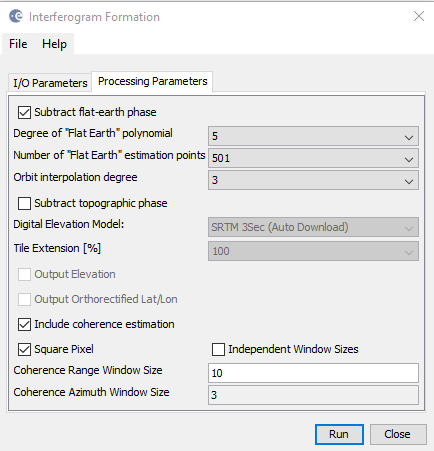 Interferogram Formation
File Help
I/O Parameters Processing Parameters
Subtract flat-earth phase
Degree of "Flat Earth" polynomial 5
Number of "Flat Earth" estimation points 501
Orbit interpolation degree 3
Subtract topographic phase
Digital Elevation Model: SRTM 3Sec (Auto Download)
Tile Extension [%] 100
Output Elevation
Output Orthorectified Lat/Lon
Include coherence estimation
Square Pixel Independent Window Sizes
Coherence Range Window Size 10
Coherence Azimuth Window Size 3
Run Close